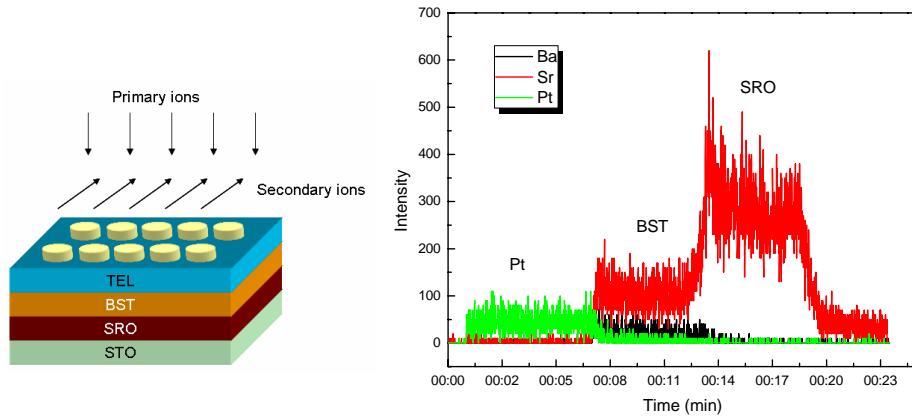 Primary ions
Secondary ions
TEL
BST
SRO
STO
700
600
500
400
300
200
100
0
Intensity
Ba
Sr
Pt
Pt
BST
SRO
00:00 00:02 00:05 00:08 00:11 00:14 00:17 00:20 00:23
Time (min)